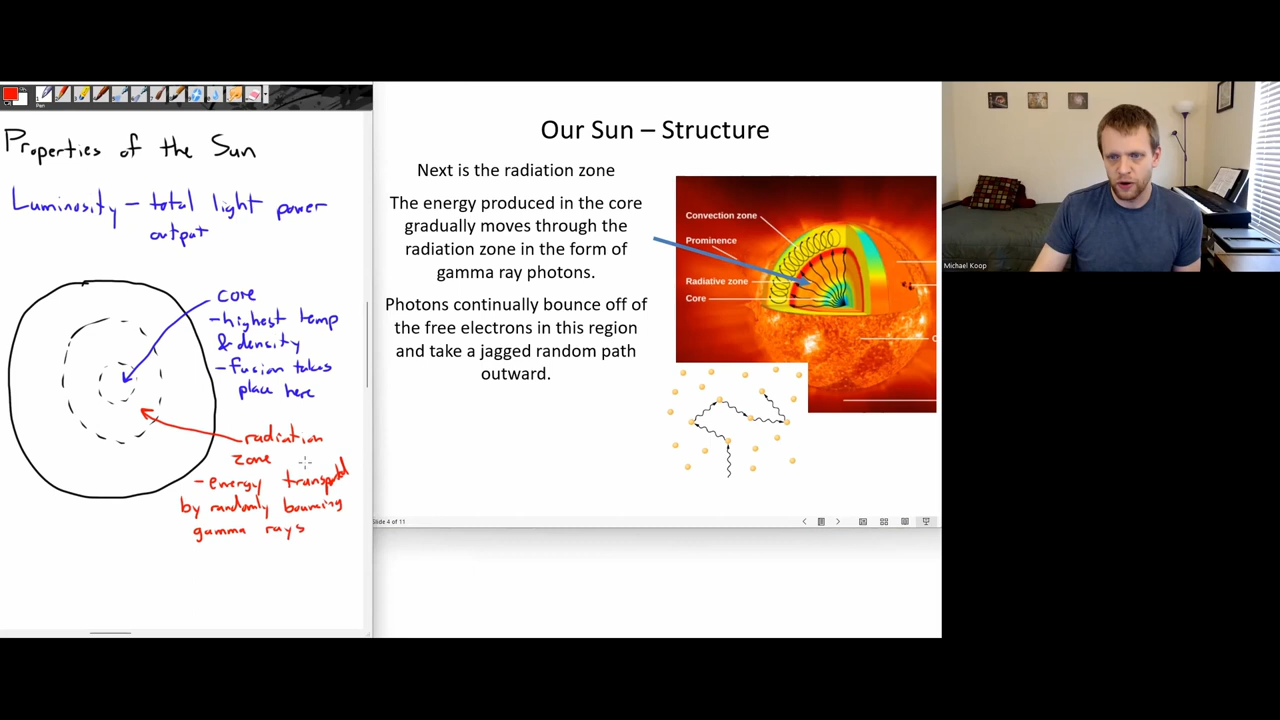 Pen
Properties of the Sun
Luminosity – total light power
output
core
- highest temp
& density
- fusion takes
place here
radiation
zone
- energy
by randomly bouncing
gamma rays
Our Sun – Structure
Next is the radiation zone
The energy produced in the core
gradually moves through the
radiation zone in the form of
gamma ray photons.
Photons continually bounce off of
the free electrons in this region
and take a jagged random path
outward.
Convection zone
Prominence
Radiative zone
Core
Slide 4 of 11
Michael Koop